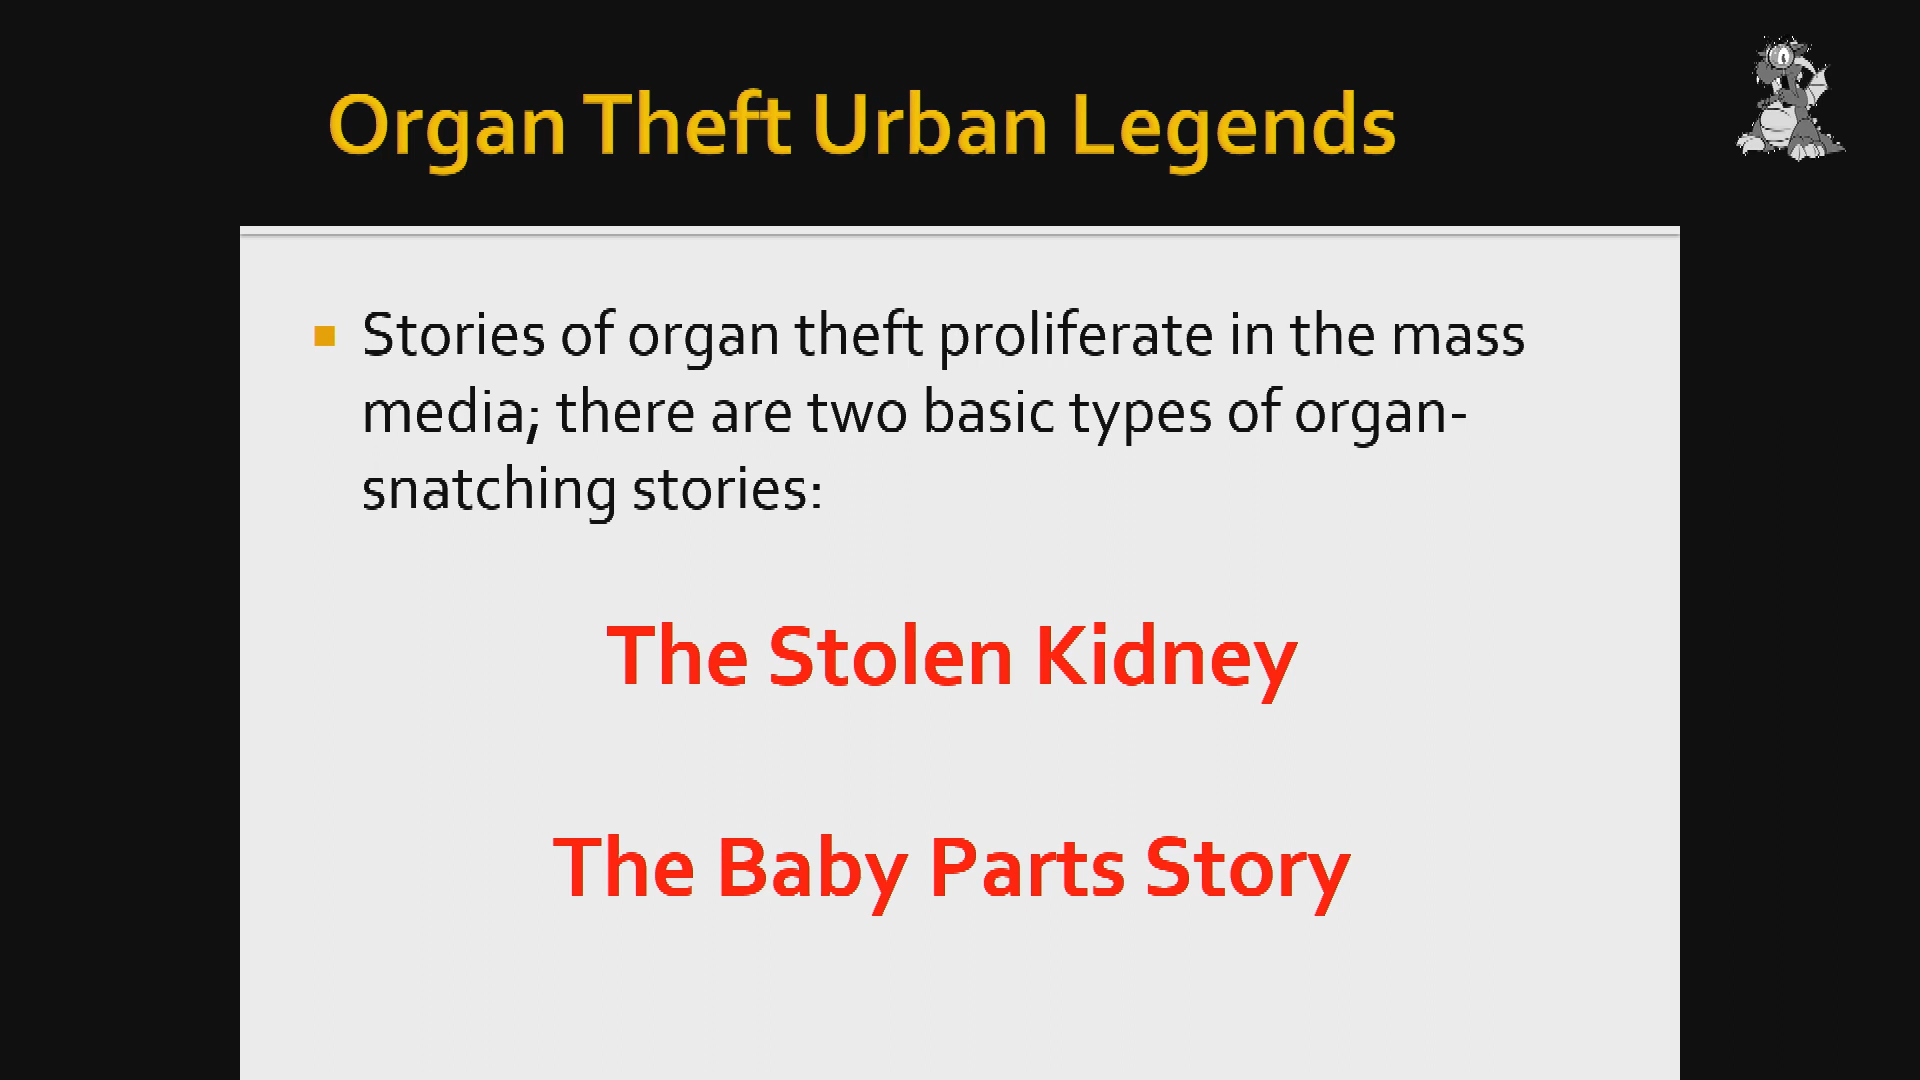 Organ Theft Urban Legends
Stories of organ theft proliferate in the mass
media; there are two basic types of organ-
snatching stories:
The Stolen Kidney
The Baby Parts Story